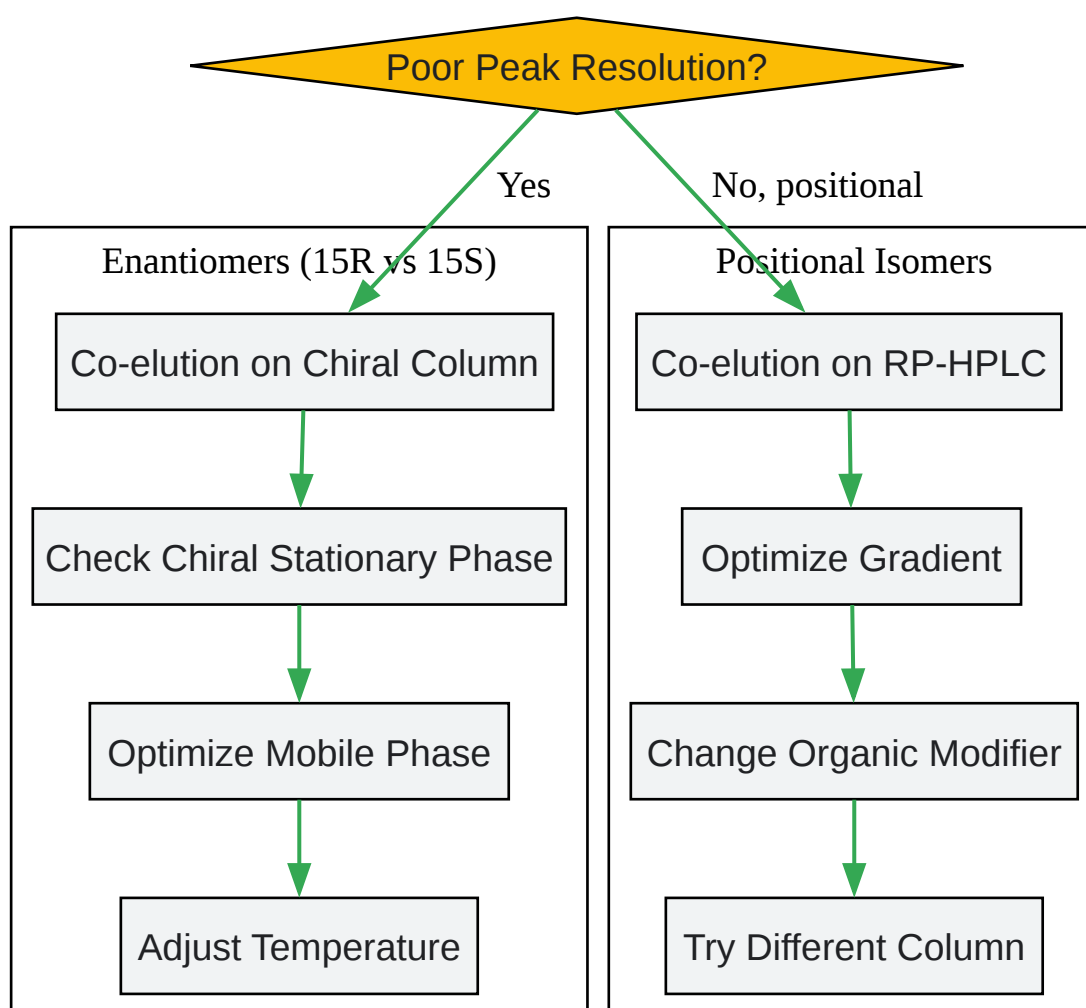 Poor Peak Resolution?
Yes
No, positional
Enantiomers (15R vs 15S)
Co-elution on Chiral Column
Check Chiral Stationary Phase
Optimize Mobile Phase
Adjust Temperature
Positional Isomers
Co-elution on RP-HPLC
Optimize Gradient
Change Organic Modifier
Try Different Column